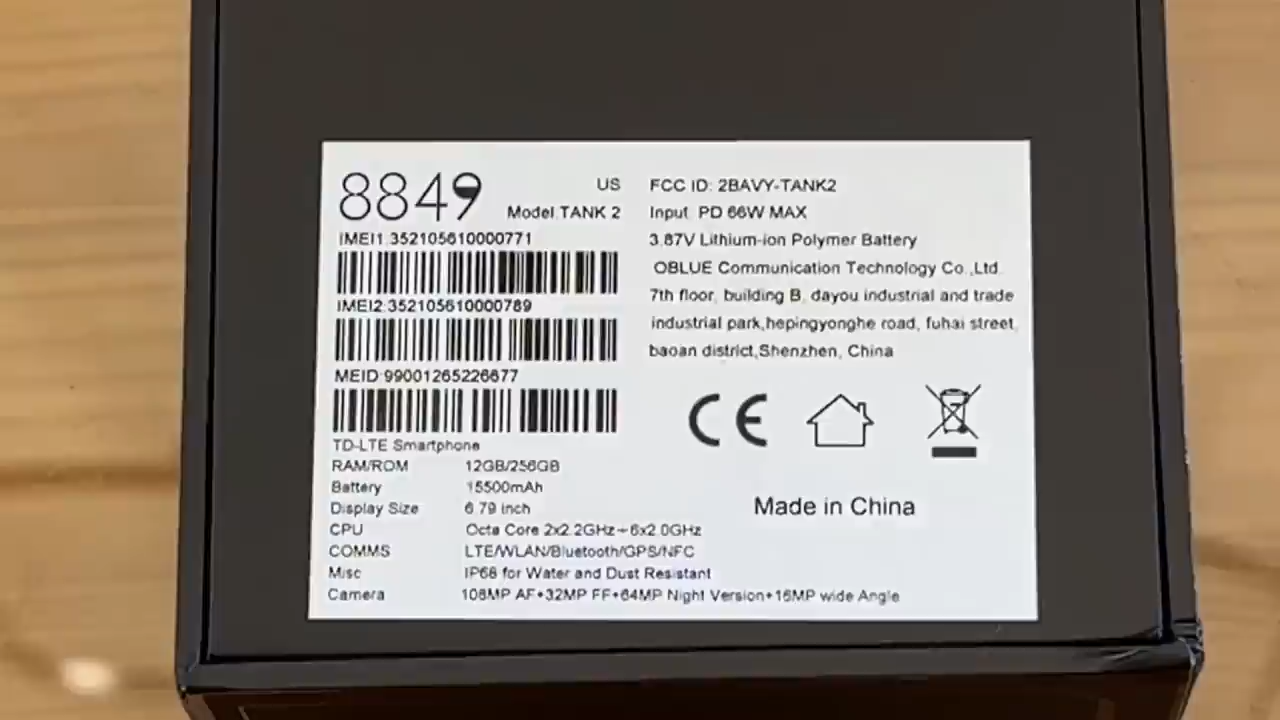 8849
US
Model:TANK 2
IMEI1:352105610000771
IMEI2:352105610000789
MEID:99001265226677
TD-LTE Smartphone
RAM/ROM 12GB/256GB
Battery 15500mAh
Display Size 6.79 inch
CPU Octa Core 2x2.2GHz+6x2.0GHz
COMMS LTE/WLAN/Bluetooth/GPS/NFC
Misc IP68 for Water and Dust Resistant
Camera 108MP AF+32MP FF+64MP Night Version+16MP wide Angle
FCC ID: 2BAVY-TANK2
Input: PD 66W MAX
3.87V Lithium-ion Polymer Battery
OBLUE Communication Technology Co.,Ltd.
7th floor, building B, dayou industrial and trade
industrial park,hepingyonghe road, fuhai street,
baoan district,Shenzhen, China
CE
Made in China